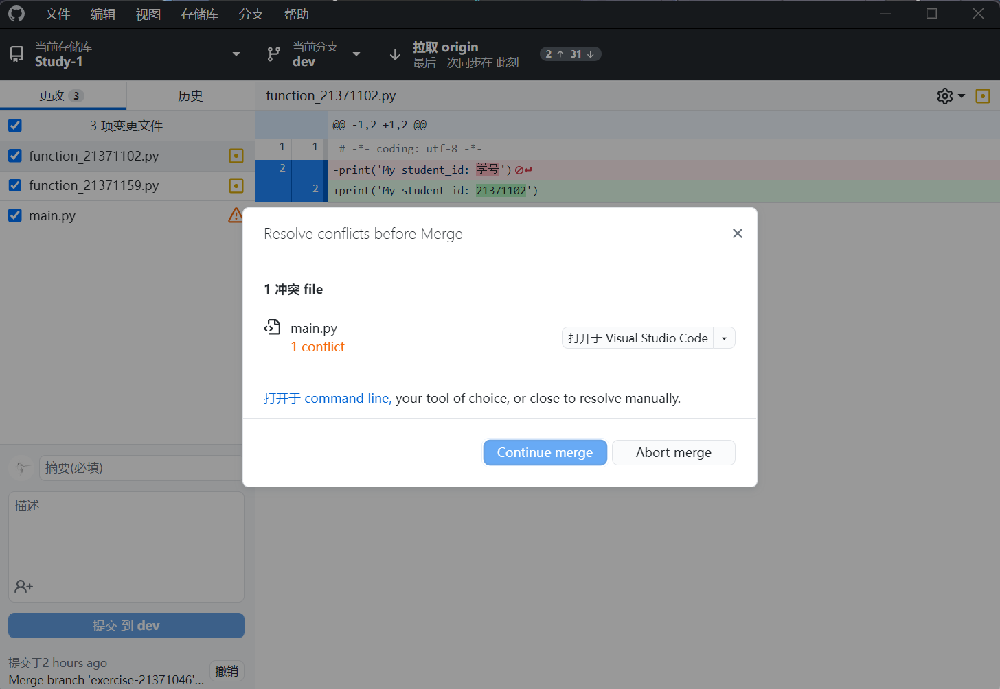 文件 编辑 视图 存储库 分支 帮助
当前存储库
Study-1
当前分支
dev
拉取 origin
最后一次同步在 此刻
2 ↑ 31 ↓
更改 3
历史
3 项变更文件
function_21371102.py
function_21371159.py
main.py
function_21371102.py
@@ -1,2 +1,2 @@
1 1 # -*- coding: utf-8 -*-
2 -print('My student_id: 学号')
2 +print('My student_id: 21371102')
Resolve conflicts before Merge
1 冲突 file
main.py
1 conflict
打开于 Visual Studio Code
打开于 command line, your tool of choice, or close to resolve manually.
Continue merge
Abort merge
摘要(必填)
描述
提交 到 dev
提交于2 hours ago
Merge branch 'exercise-21371046'...
撤销